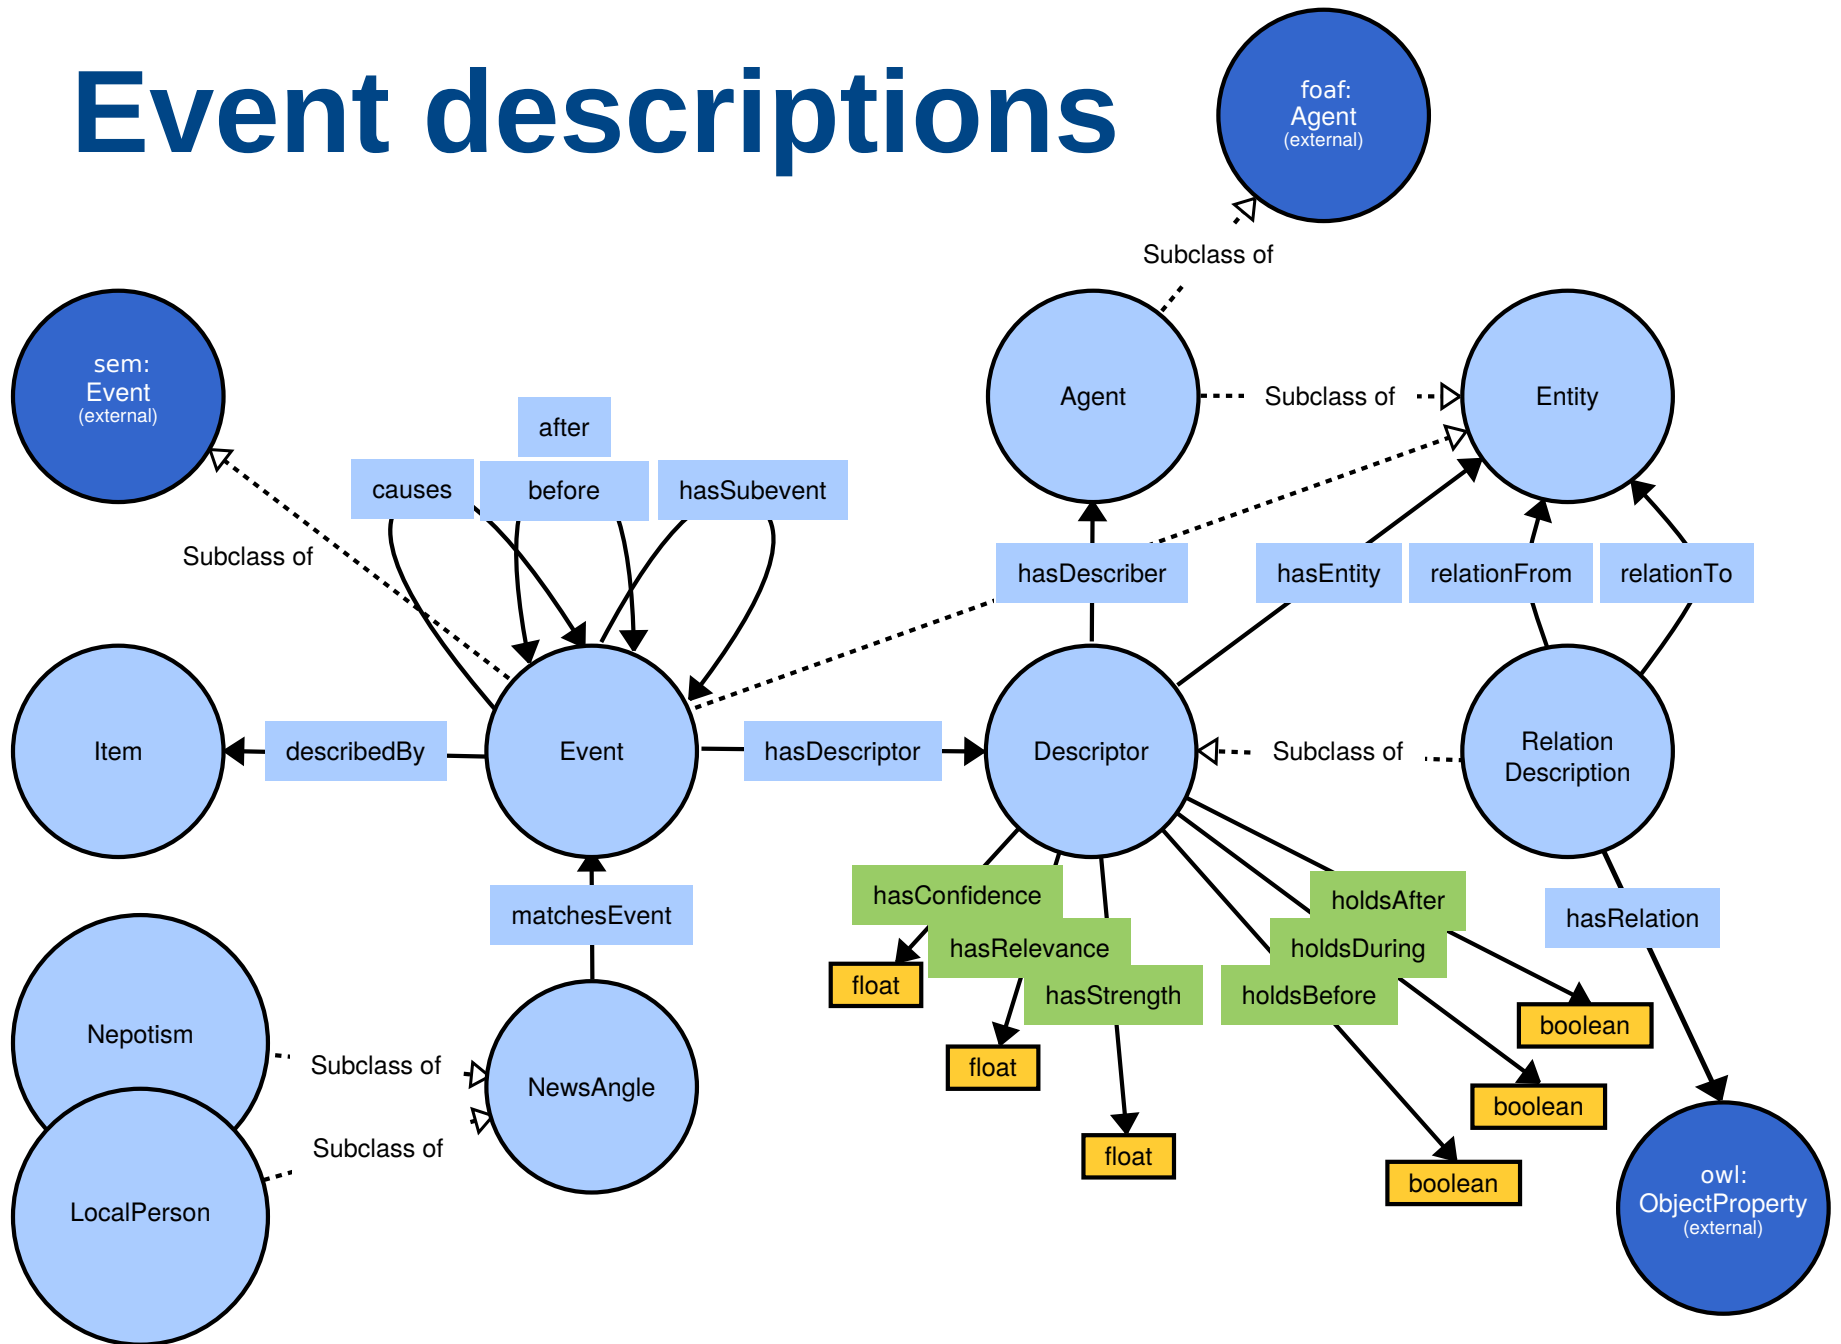 Event descriptions
foaf:
Agent
(external)
Subclass of
sem:
Event
(external)
Agent
Subclass of
Entity
after
causes
before
hasSubevent
Subclass of
hasDescriber
hasEntity
relationFrom
relationTo
Item
describedBy
Event
hasDescriptor
Descriptor
Subclass of
Relation
Description
hasConfidence
holdsAfter
matchesEvent
hasRelation
hasRelevance
holdsDuring
float
hasStrength
holdsBefore
boolean
Nepotism
Subclass of
float
NewsAngle
boolean
Subclass of
float
boolean
LocalPerson
owl:
ObjectProperty
(external)